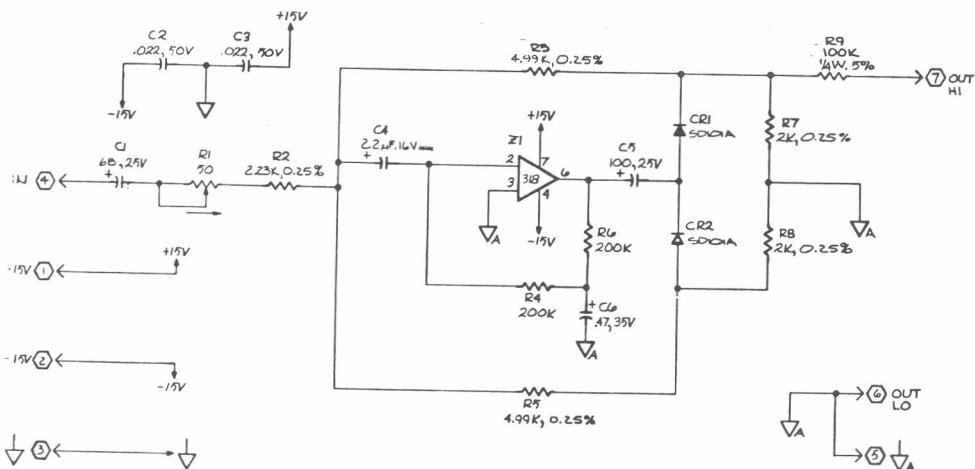 +15V
C2
.022, 50V
C3
.022, 50V
-15V
R3
4.99K, 0.25%
R9
100K
1/4W, 5%
7 OUT
HI
C4
2.2µF, 16V
+
Z1
+15V
2
7
318
6
3
4
-15V
A
C5
100, 25V
+
CR1
SD101A
R7
2K, 0.25%
C1
68, 25V
+
R1
50
R2
2.23K, 0.25%
IN 4
CR2
SD101A
R8
2K, 0.25%
A
R6
200K
+15V
15V 1
R4
200K
+ C6
.47, 35V
A
-15V 2
-15V
R5
4.99K, 0.25%
6 OUT
LO
A
3
5
A